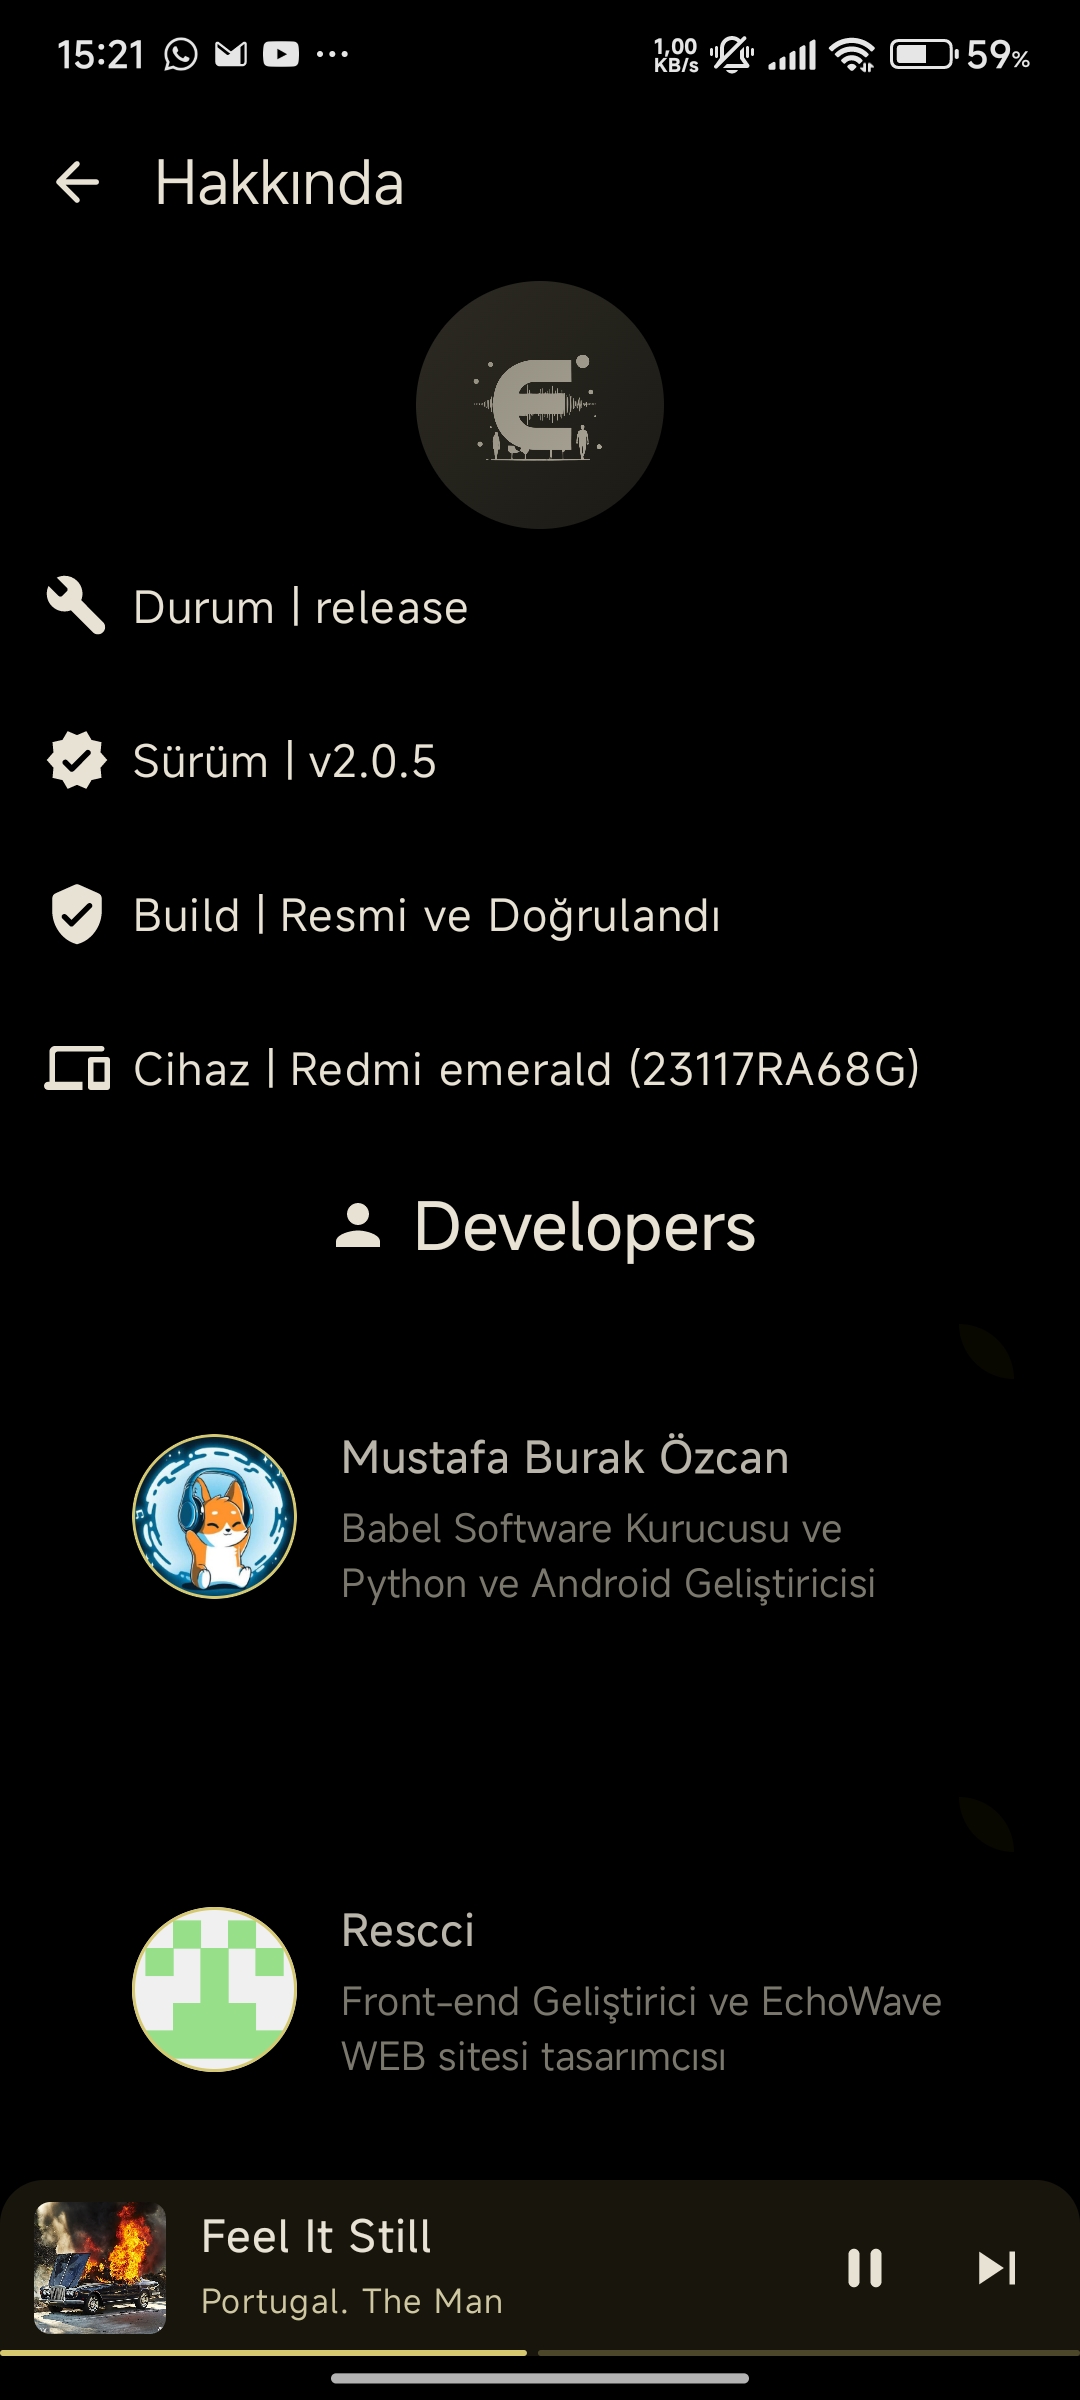 15:21
1,00
KB/s
59%
Hakkında
Durum | release
Sürüm | v2.0.5
Build | Resmi ve Doğrulandı
Cihaz | Redmi emerald (23117RA68G)
Developers
Mustafa Burak Özcan
Babel Software Kurucusu ve
Python ve Android Geliştiricisi
Rescci
Front-end Geliştirici ve EchoWave
WEB sitesi tasarımcısı
Feel It Still
Portugal. The Man